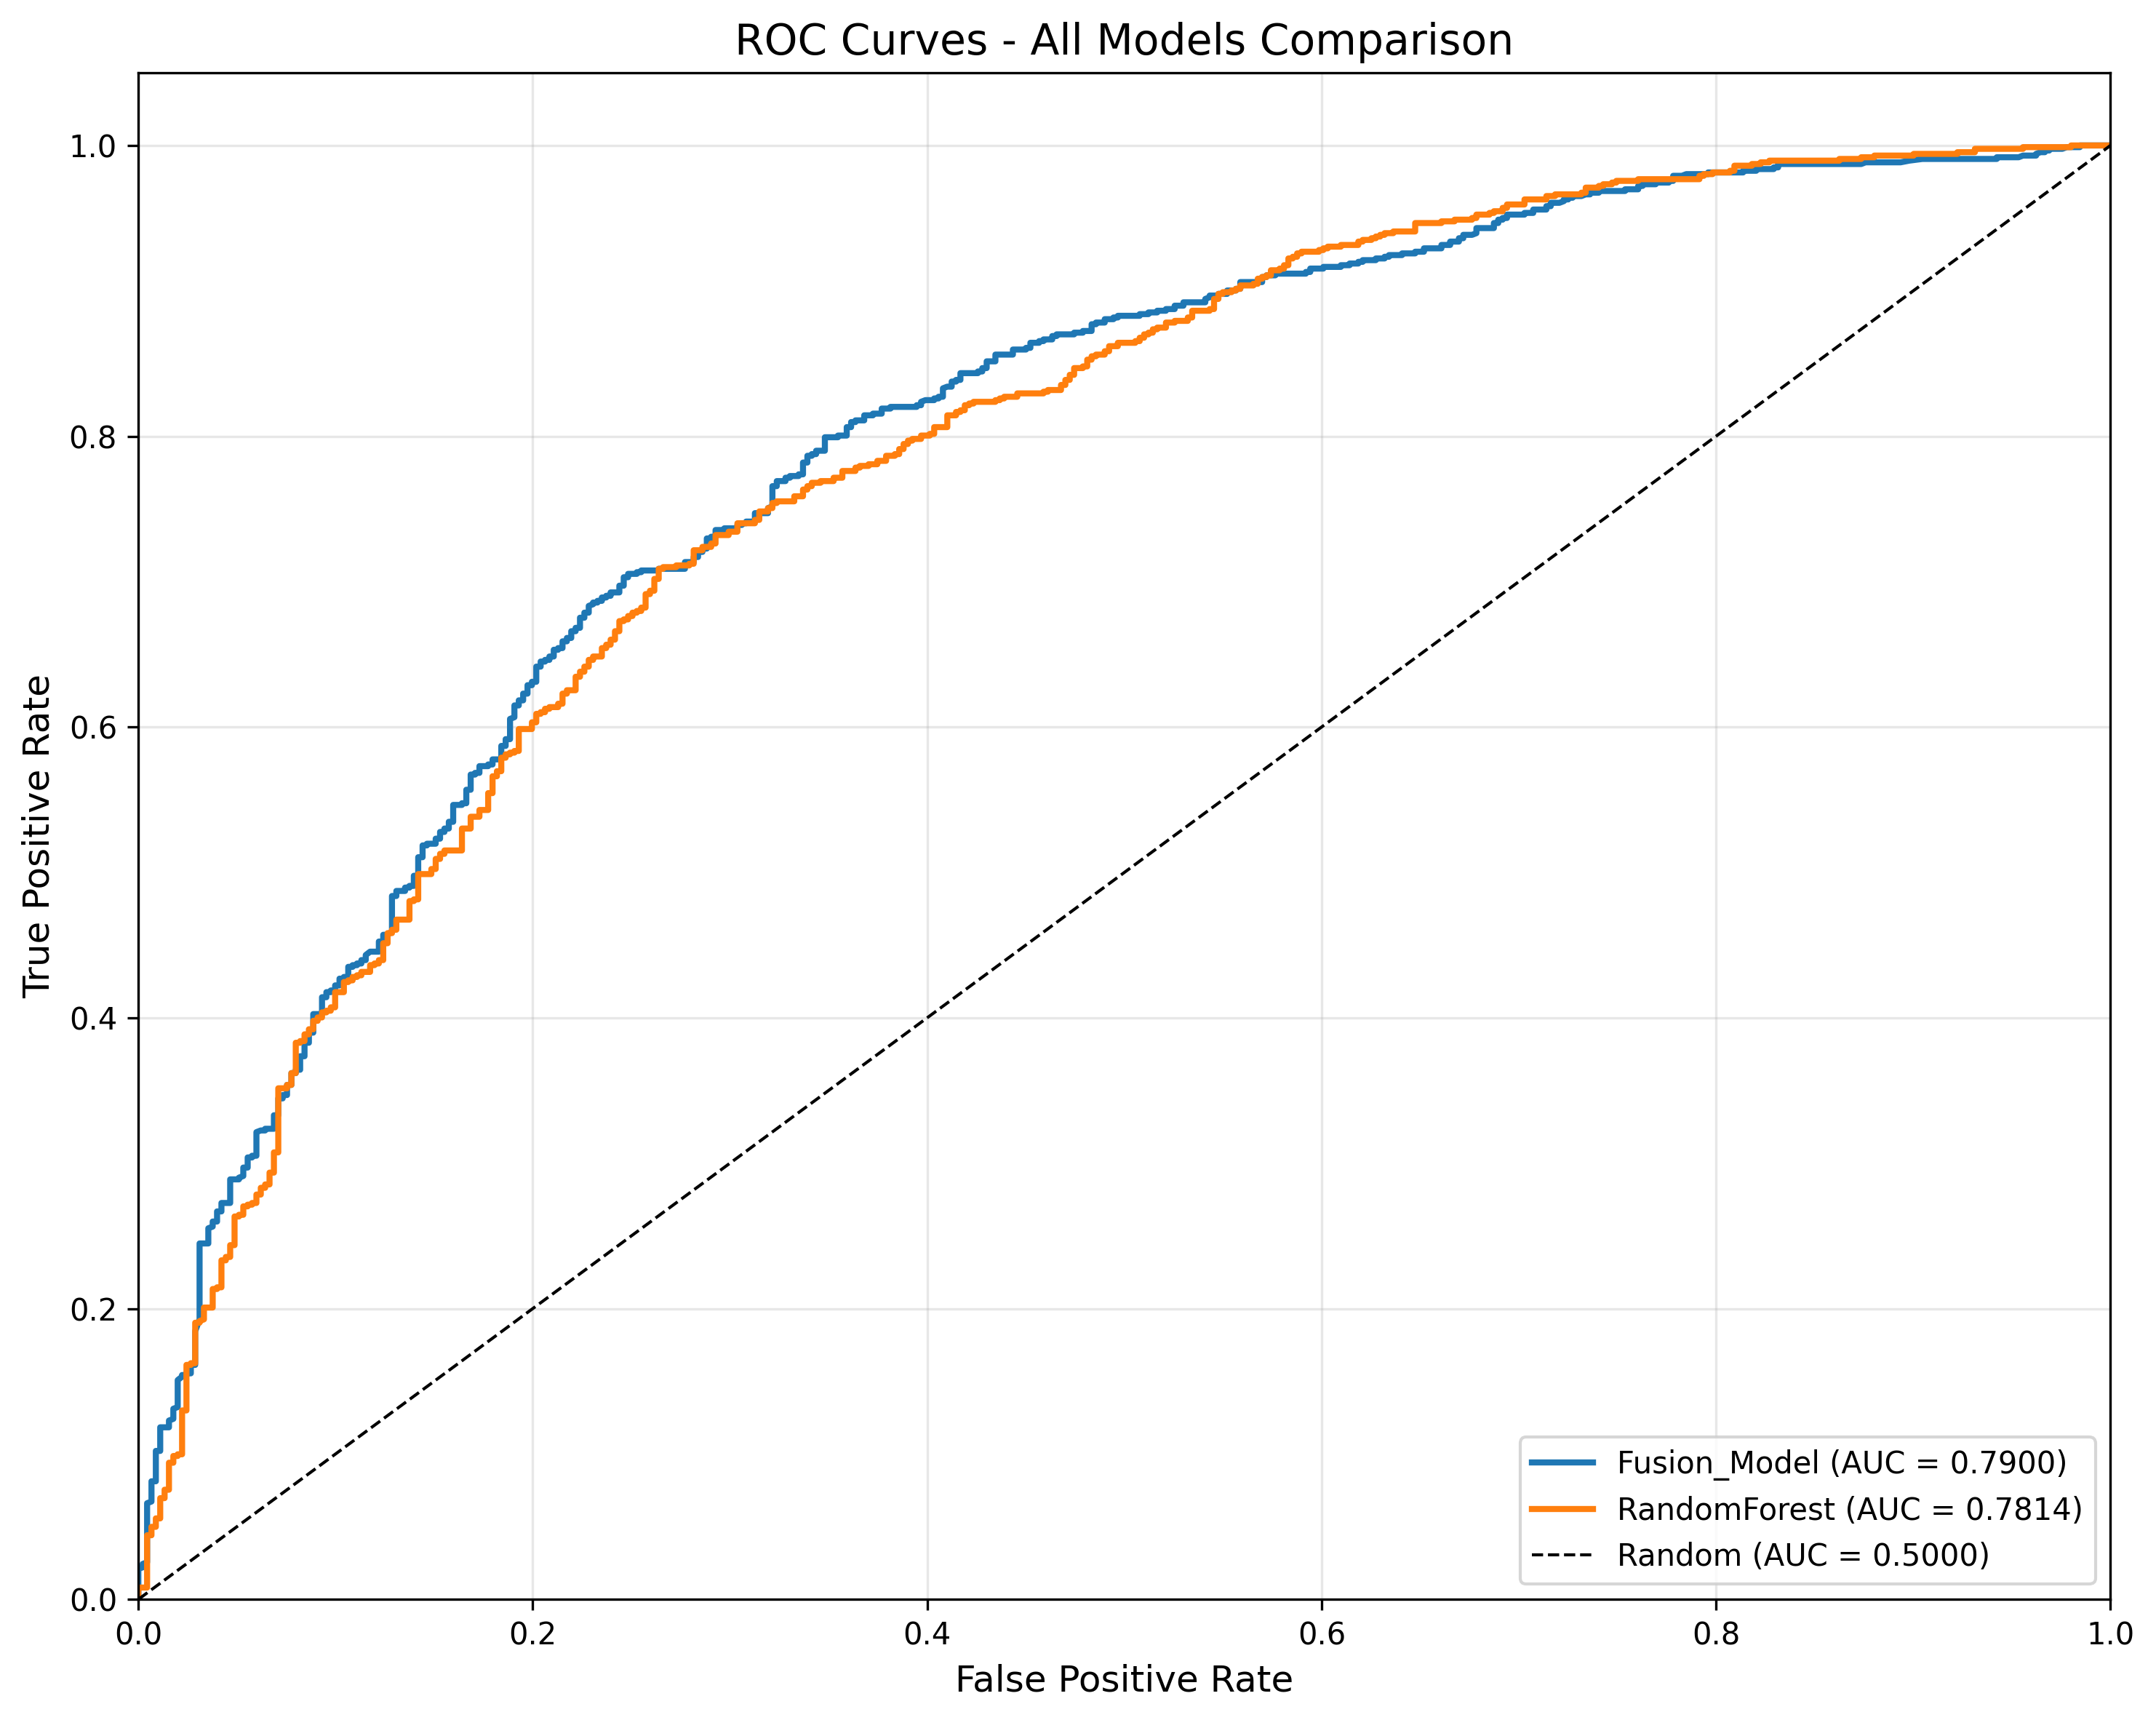 ROC Curves - All Models Comparison
True Positive Rate
1.0
0.8
0.6
0.4
0.2
0.0
0.0 0.2 0.4 0.6 0.8 1.0
False Positive Rate
Fusion_Model (AUC = 0.7900)
RandomForest (AUC = 0.7814)
Random (AUC = 0.5000)